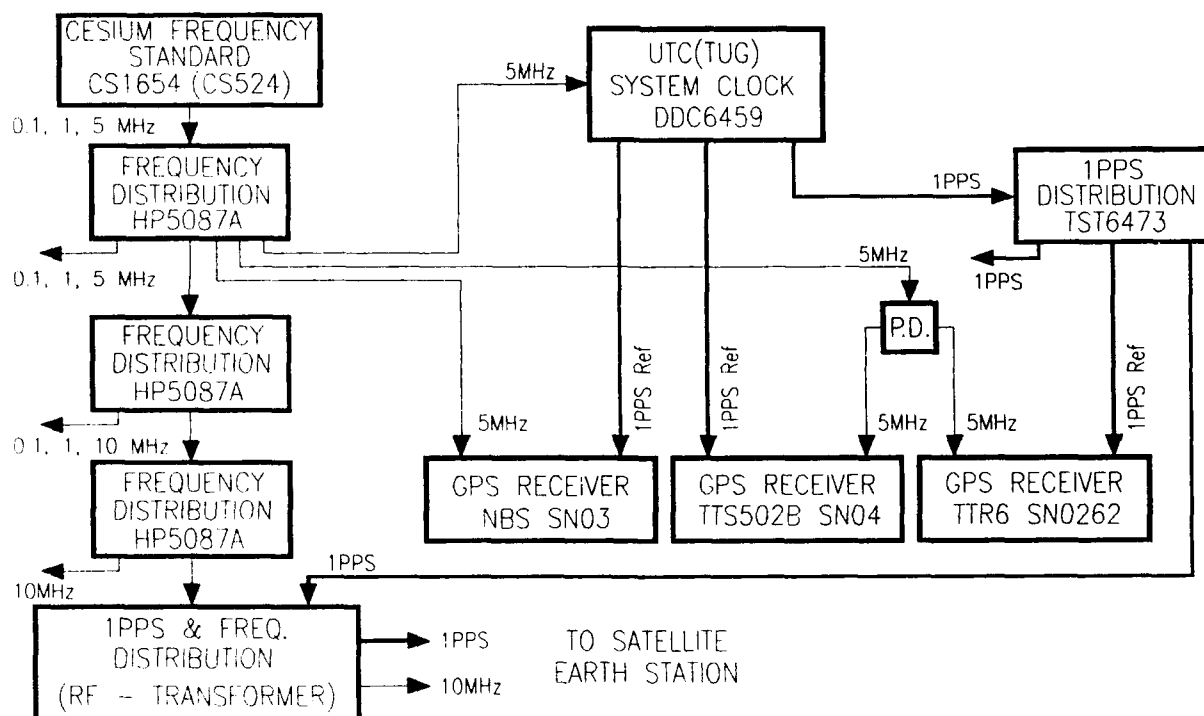 CESIUM FREQUENCY
STANDARD
CS1654 (CS524)
0.1, 1, 5 MHz
FREQUENCY
DISTRIBUTION
HP5087A
0.1, 1, 5 MHz
FREQUENCY
DISTRIBUTION
HP5087A
0.1, 1, 10 MHz
FREQUENCY
DISTRIBUTION
HP5087A
10MHz
1PPS & FREQ.
DISTRIBUTION
(RF - TRANSFORMER)
1PPS
1PPS
10MHz
TO SATELLITE
EARTH STATION
5MHz
UTC(TUG)
SYSTEM CLOCK
DDC6459
1PPS
1PPS
DISTRIBUTION
TST6473
1PPS
5MHz
P.D.
5MHz
1PPS Ref
1PPS Ref
5MHz
5MHz
1PPS Ref
GPS RECEIVER
NBS SN03
GPS RECEIVER
TTS502B SN04
GPS RECEIVER
TTR6 SN0262